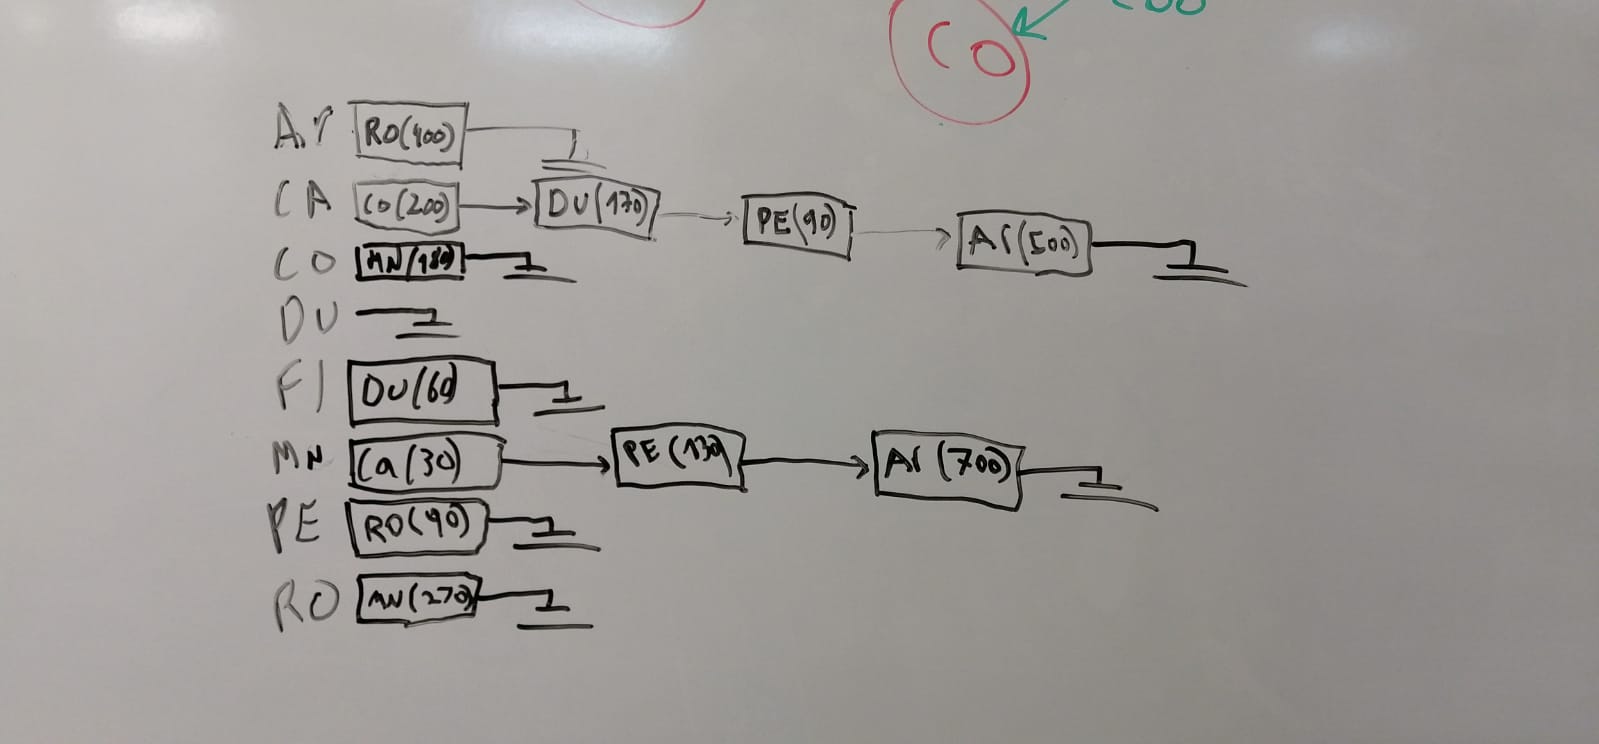 CO
Ar RO(400)
CA CO(200) DU(170) PE(90) Ar(500)
CO MN(180)
DU
FI DU(60)
MN Ca(30) PE(130) Ar(700)
PE RO(90)
RO MN(270)